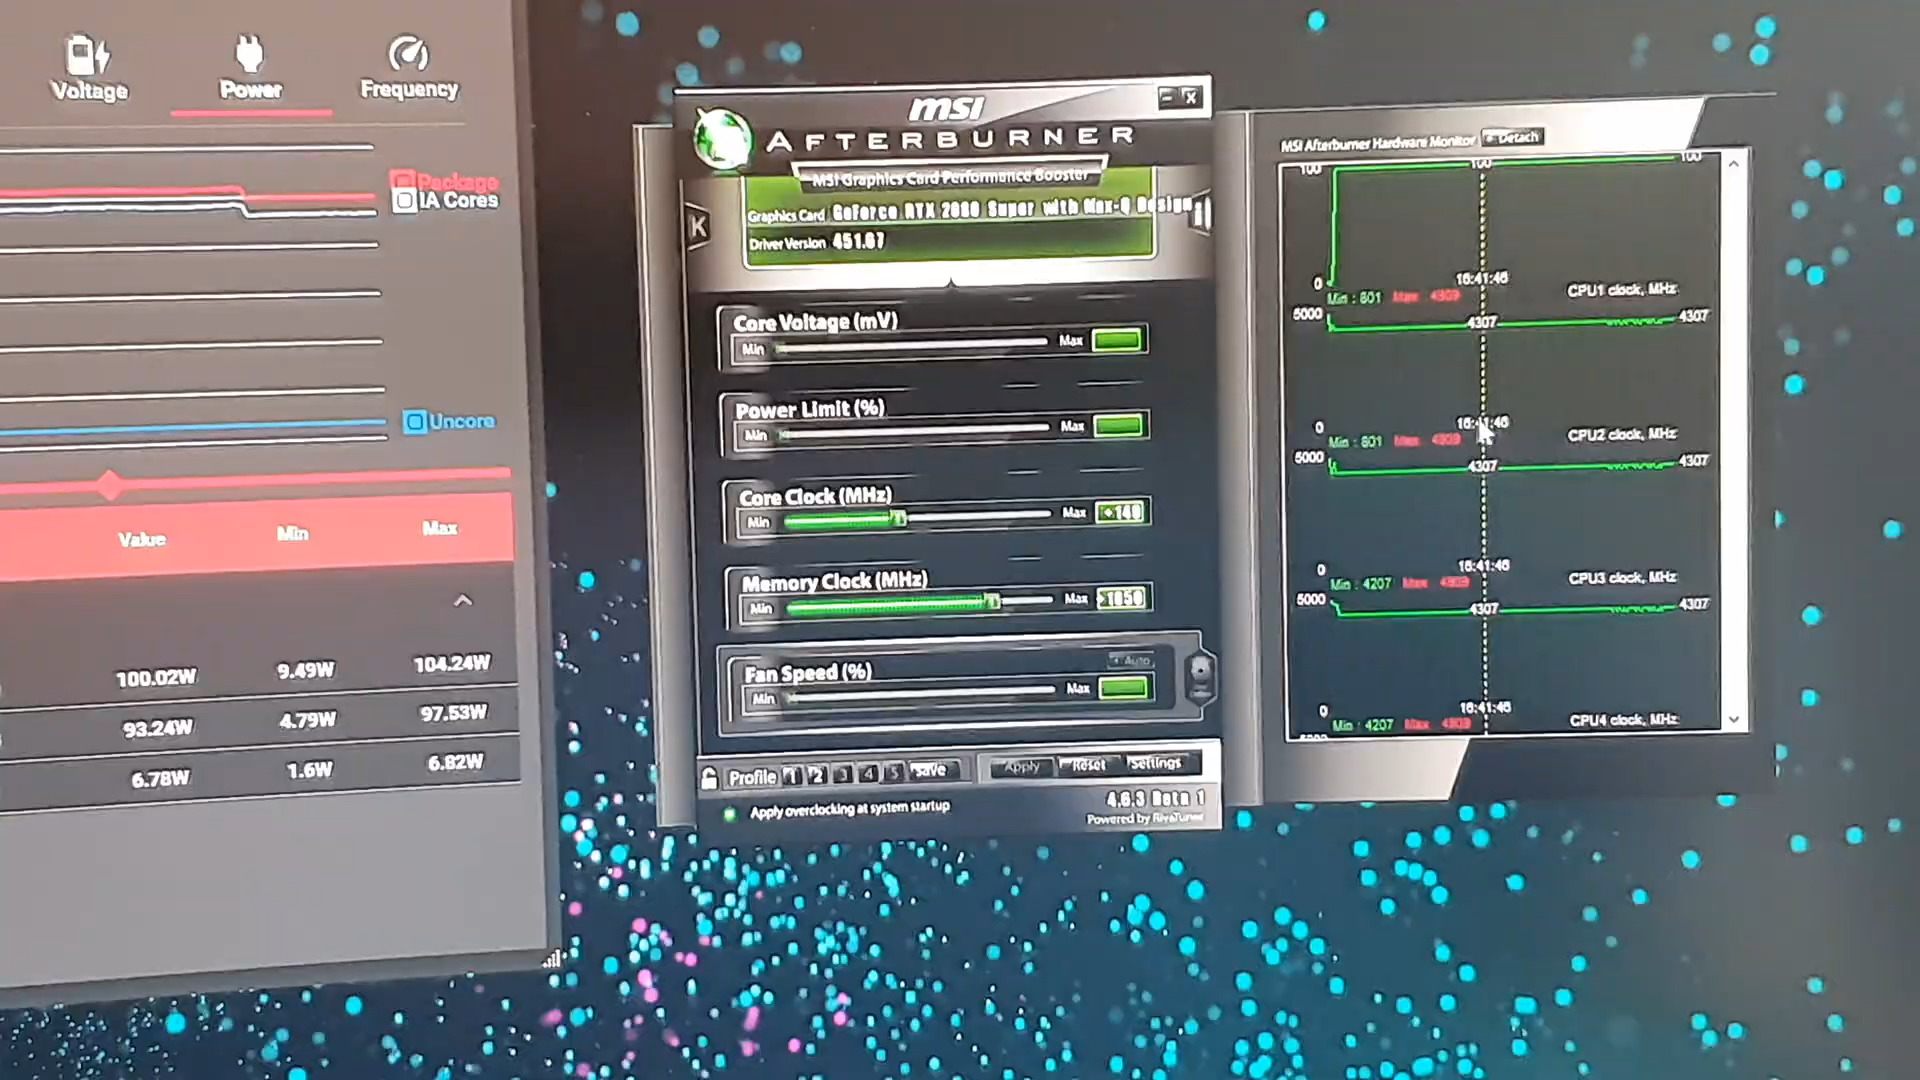 Voltage
Power
Frequency
Package
IA Cores
Uncore
Value
Min
Max
100.02W
9.49W
104.24W
93.24W
4.79W
97.53W
6.78W
1.6W
6.82W
msi
AFTERBURNER
MSI Graphics Card Performance Booster
Graphics Card GeForce RTX 2080 Super with Max-Q Design
Driver Version 451.67
K
Core Voltage (mV)
Min Max
Power Limit (%)
Min Max
Core Clock (MHz)
Min Max +140
Memory Clock (MHz)
Min Max +1050
Fan Speed (%)
Auto
Min Max
Profile 1 2 3 4 5 Save
Apply Reset Settings
Apply overclocking at system startup
4.6.3 Beta 1
Powered by RivaTuner
MSI Afterburner Hardware Monitor Detach
100 100 100
0 16:41:46
Min : 801 Max : 4309 CPU1 clock, MHz
5000 4307 4307
0 16:41:46
Min : 801 Max : 4309 CPU2 clock, MHz
5000 4307 4307
0 16:41:46
Min : 4207 Max : 4309 CPU3 clock, MHz
5000 4307 4307
0 16:41:46
Min : 4207 Max : 4309 CPU4 clock, MHz